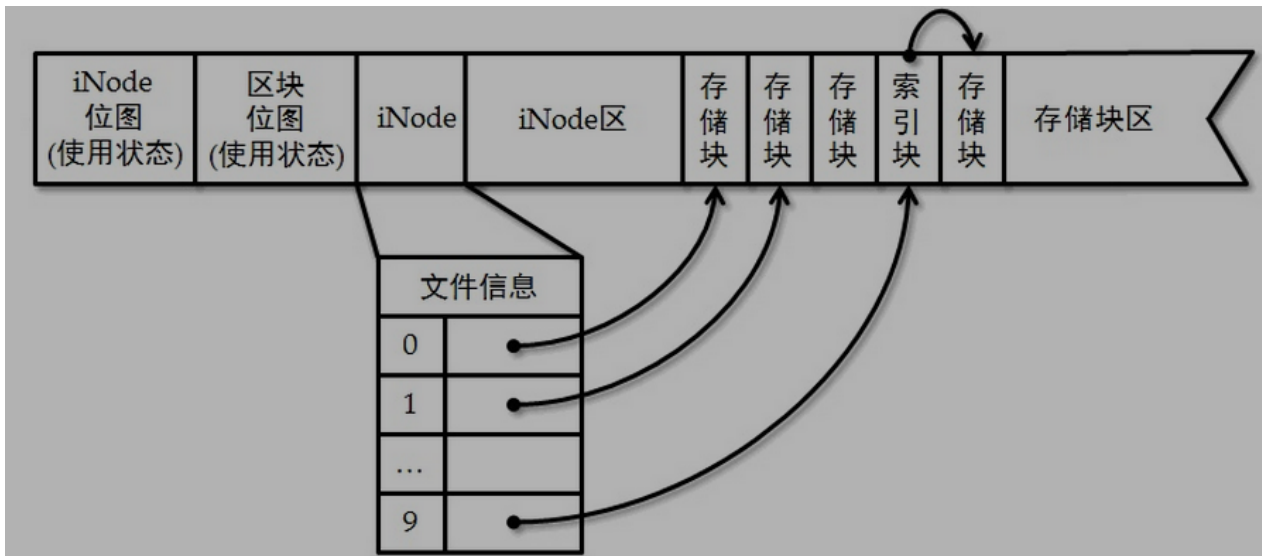 iNode
位图
(使用状态)
区块
位图
(使用状态)
iNode
iNode区
存
储
块
存
储
块
存
储
块
索
引
块
存
储
块
存储块区
文件信息
0
1
...
9